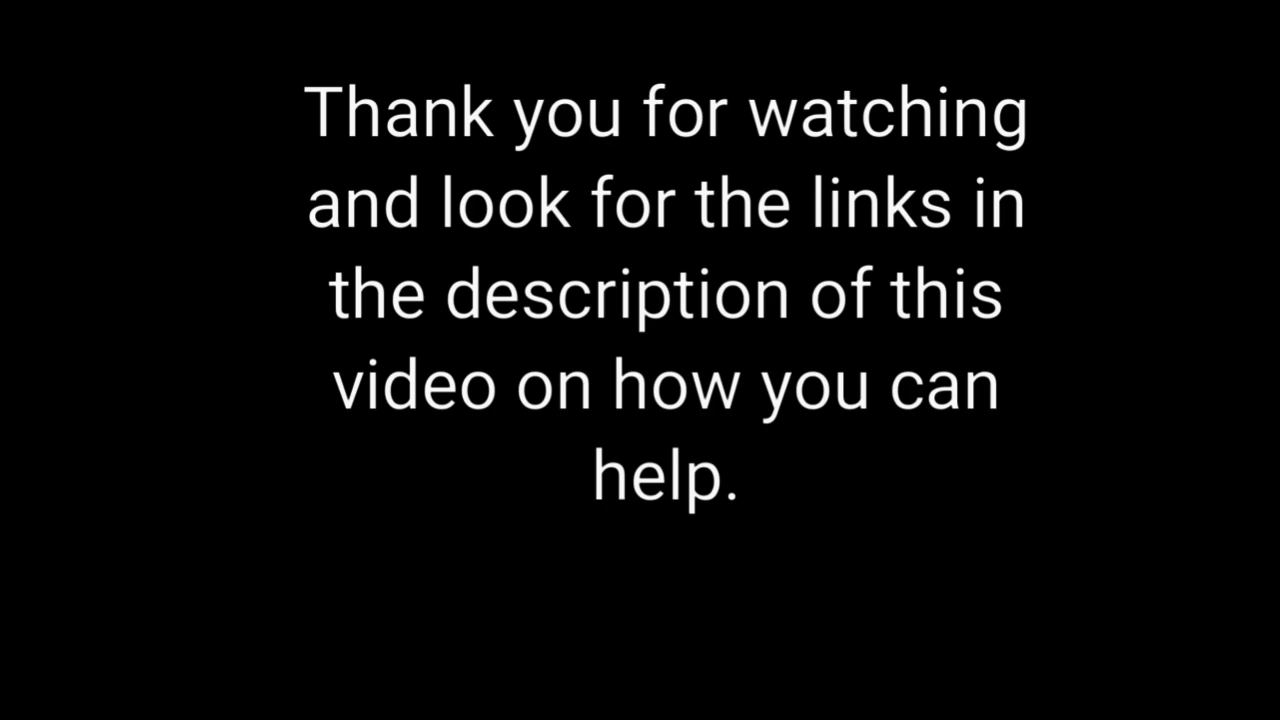 Thank you for watching
and look for the links in
the description of this
video on how you can
help.